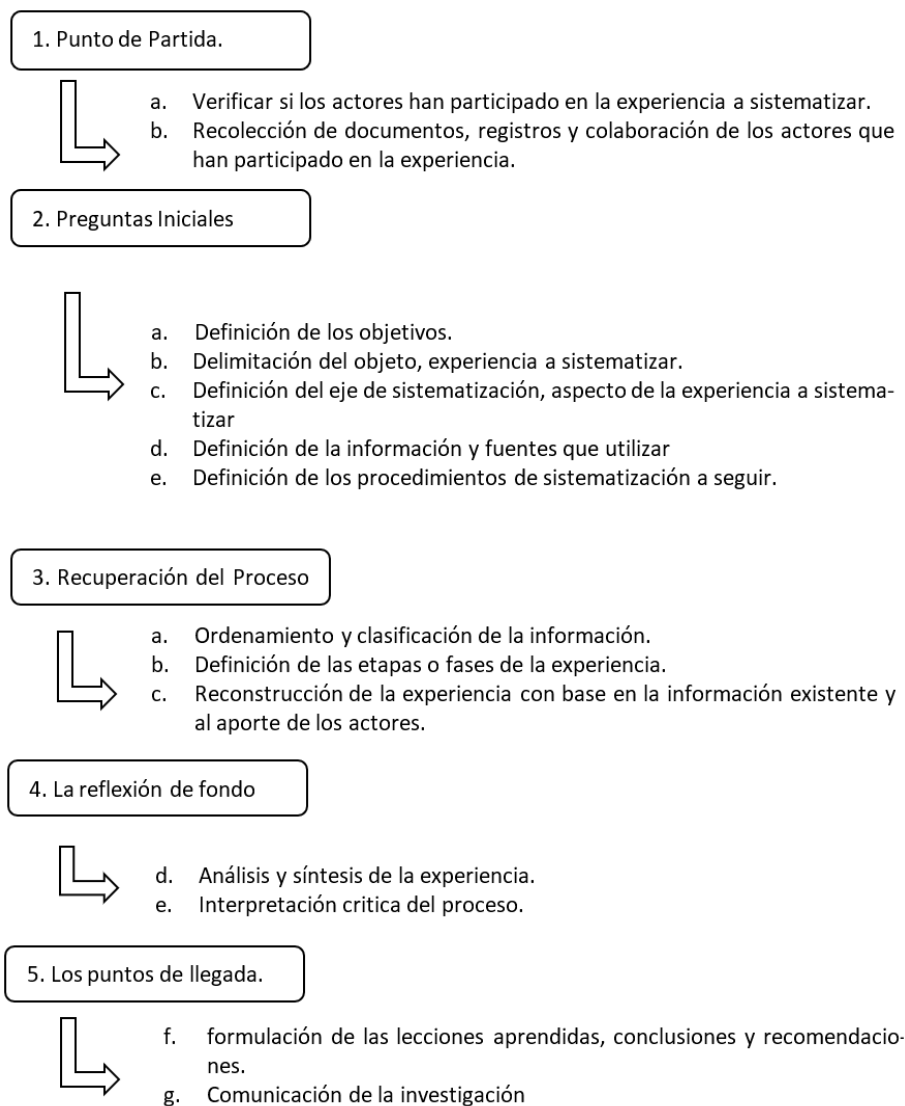 1. Punto de Partida.
a. Verificar si los actores han participado en la experiencia a sistematizar.
b. Recolección de documentos, registros y colaboración de los actores que
han participado en la experiencia.
2. Preguntas Iniciales
a. Definición de los objetivos.
b. Delimitación del objeto, experiencia a sistematizar.
c. Definición del eje de sistematización, aspecto de la experiencia a sistema-
tizar
d. Definición de la información y fuentes que utilizar
e. Definición de los procedimientos de sistematización a seguir.
3. Recuperación del Proceso
a. Ordenamiento y clasificación de la información.
b. Definición de las etapas o fases de la experiencia.
c. Reconstrucción de la experiencia con base en la información existente y
al aporte de los actores.
4. La reflexión de fondo
d. Análisis y síntesis de la experiencia.
e. Interpretación critica del proceso.
5. Los puntos de llegada.
f. formulación de las lecciones aprendidas, conclusiones y recomendacio-
nes.
g. Comunicación de la investigación